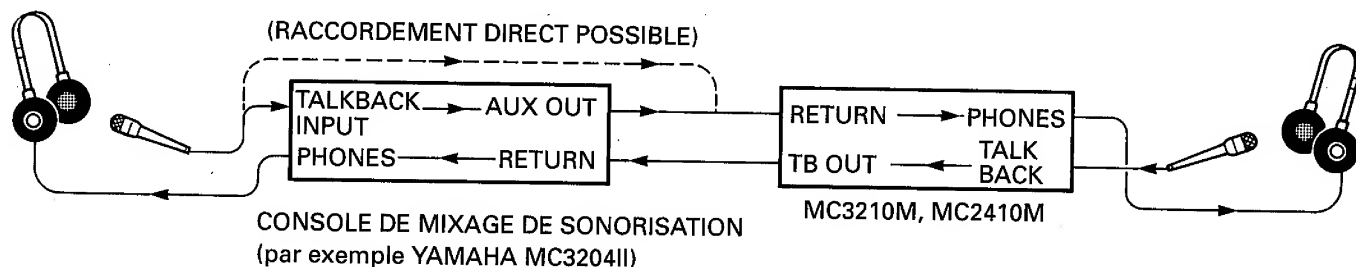 (RACCORDEMENT DIRECT POSSIBLE)
TALKBACK INPUT
AUX OUT
PHONES
RETURN
RETURN
PHONES
TB OUT
TALK BACK
CONSOLE DE MIXAGE DE SONORISATION
(par exemple YAMAHA MC3204II)
MC3210M, MC2410M